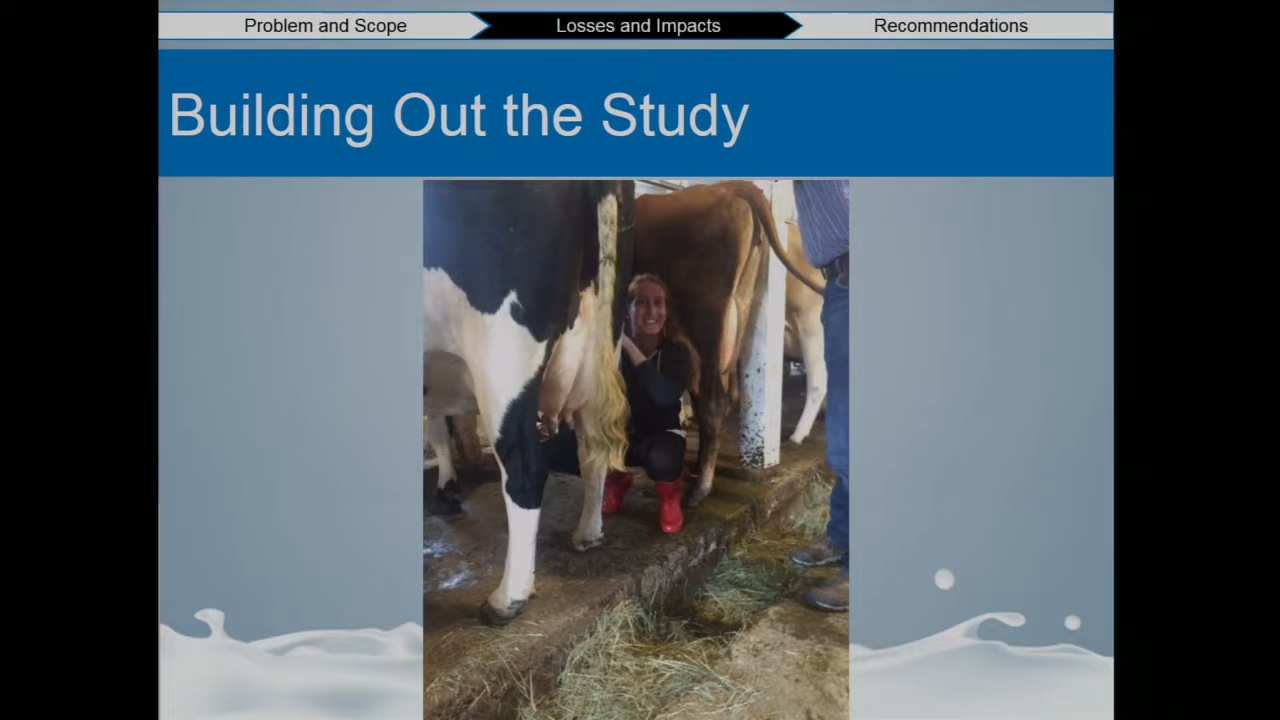 Problem and Scope
Losses and Impacts
Recommendations
Building Out the Study